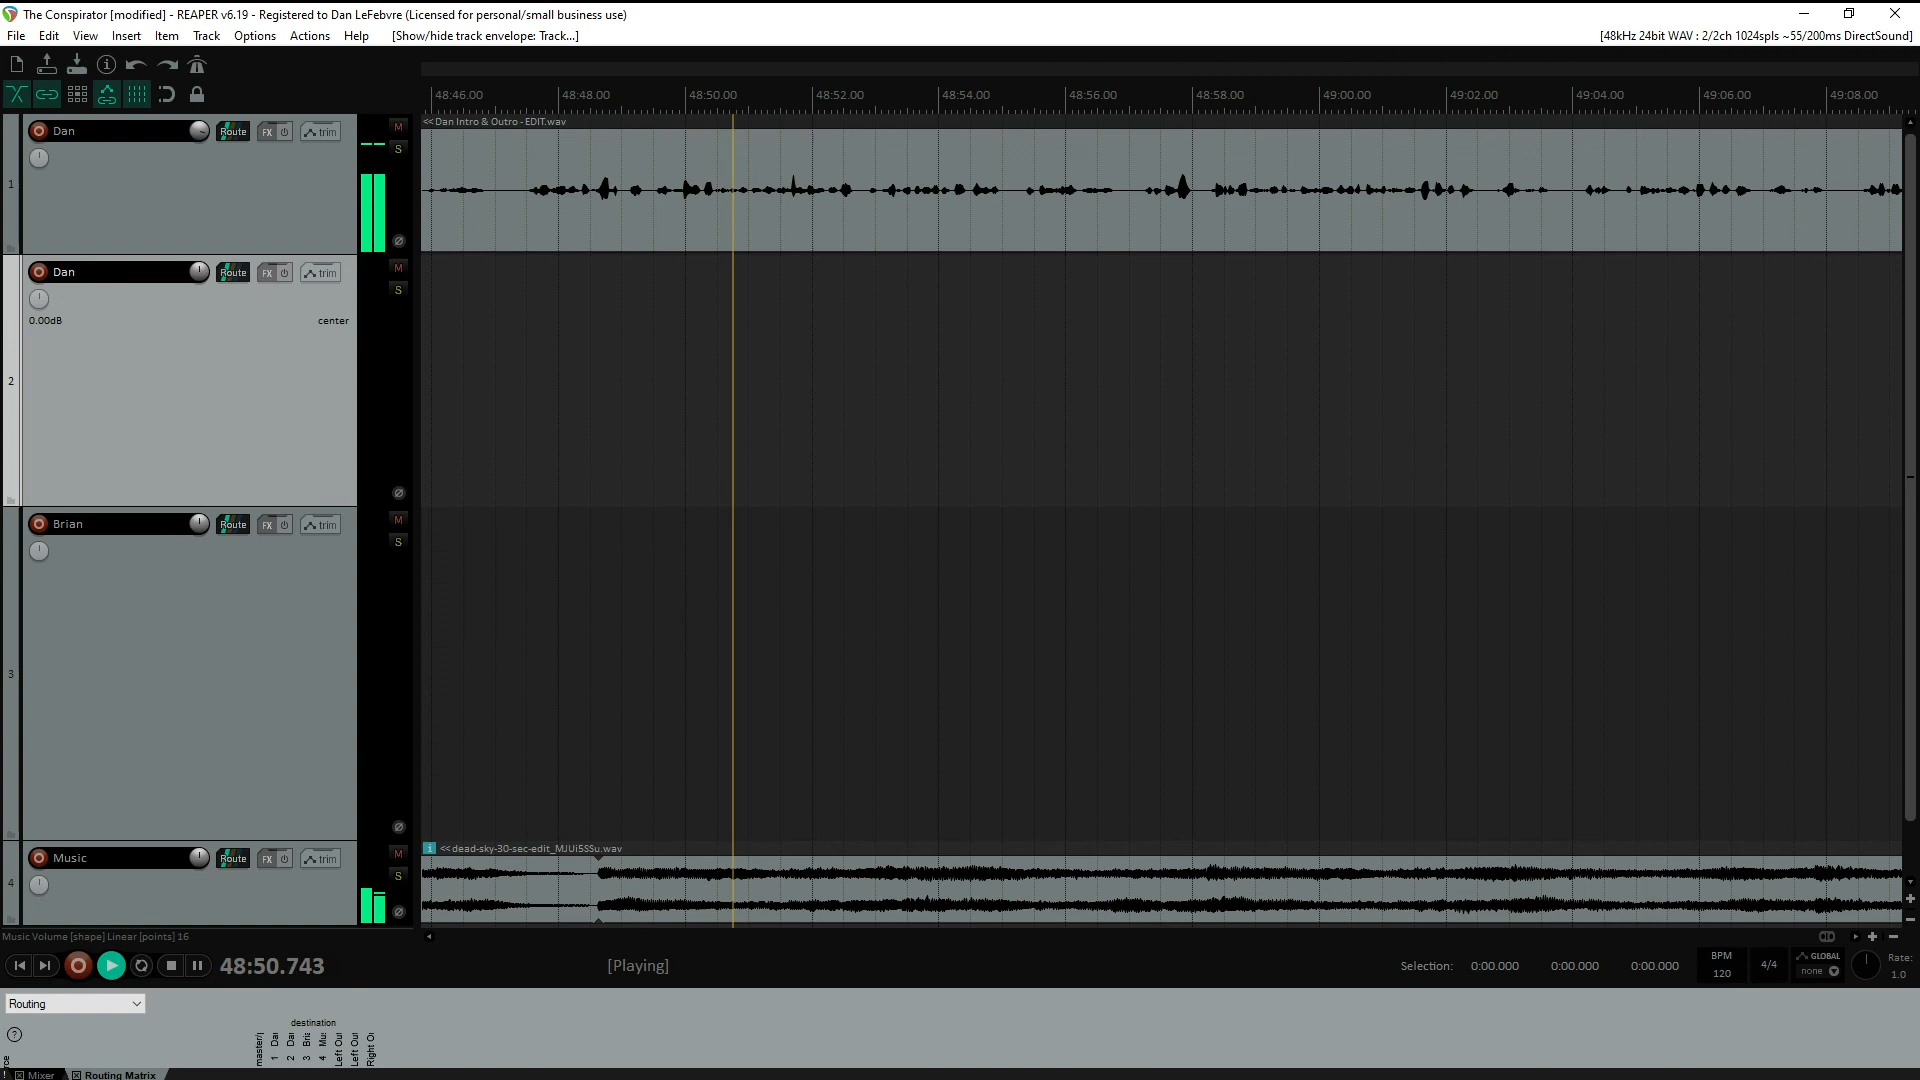 The Conspirator [modified] - REAPER v6.19 - Registered to Dan LeFebvre (Licensed for personal/small business use)
File Edit View Insert Item Track Options Actions Help [Show/hide track envelope: Track...] [48kHz 24bit WAV : 2/2ch 1024spls ~55/200ms DirectSound]
48:46.00 48:48.00 48:50.00 48:52.00 48:54.00 48:56.00 48:58.00 49:00.00 49:02.00 49:04.00 49:06.00 49:08.00
<< Dan Intro & Outro - EDIT.wav
1 Dan Route FX trim M
S
2 Dan Route FX trim M
S
0.00dB center
3 Brian Route FX trim M
S
i << dead-sky-30-sec-edit_MJUi5SSu.wav
4 Music Route FX trim M
S
Music Volume [shape] Linear [points] 16
48:50.743 [Playing] Selection: 0:00.000 0:00.000 0:00.000 BPM 120 4/4 GLOBAL none Rate: 1.0
Routing
destination
?
master/
1 Da
2 Da
3 Bri
4 Mu
Left Ou
Left Ou
Right O
! Mixer Routing Matrix